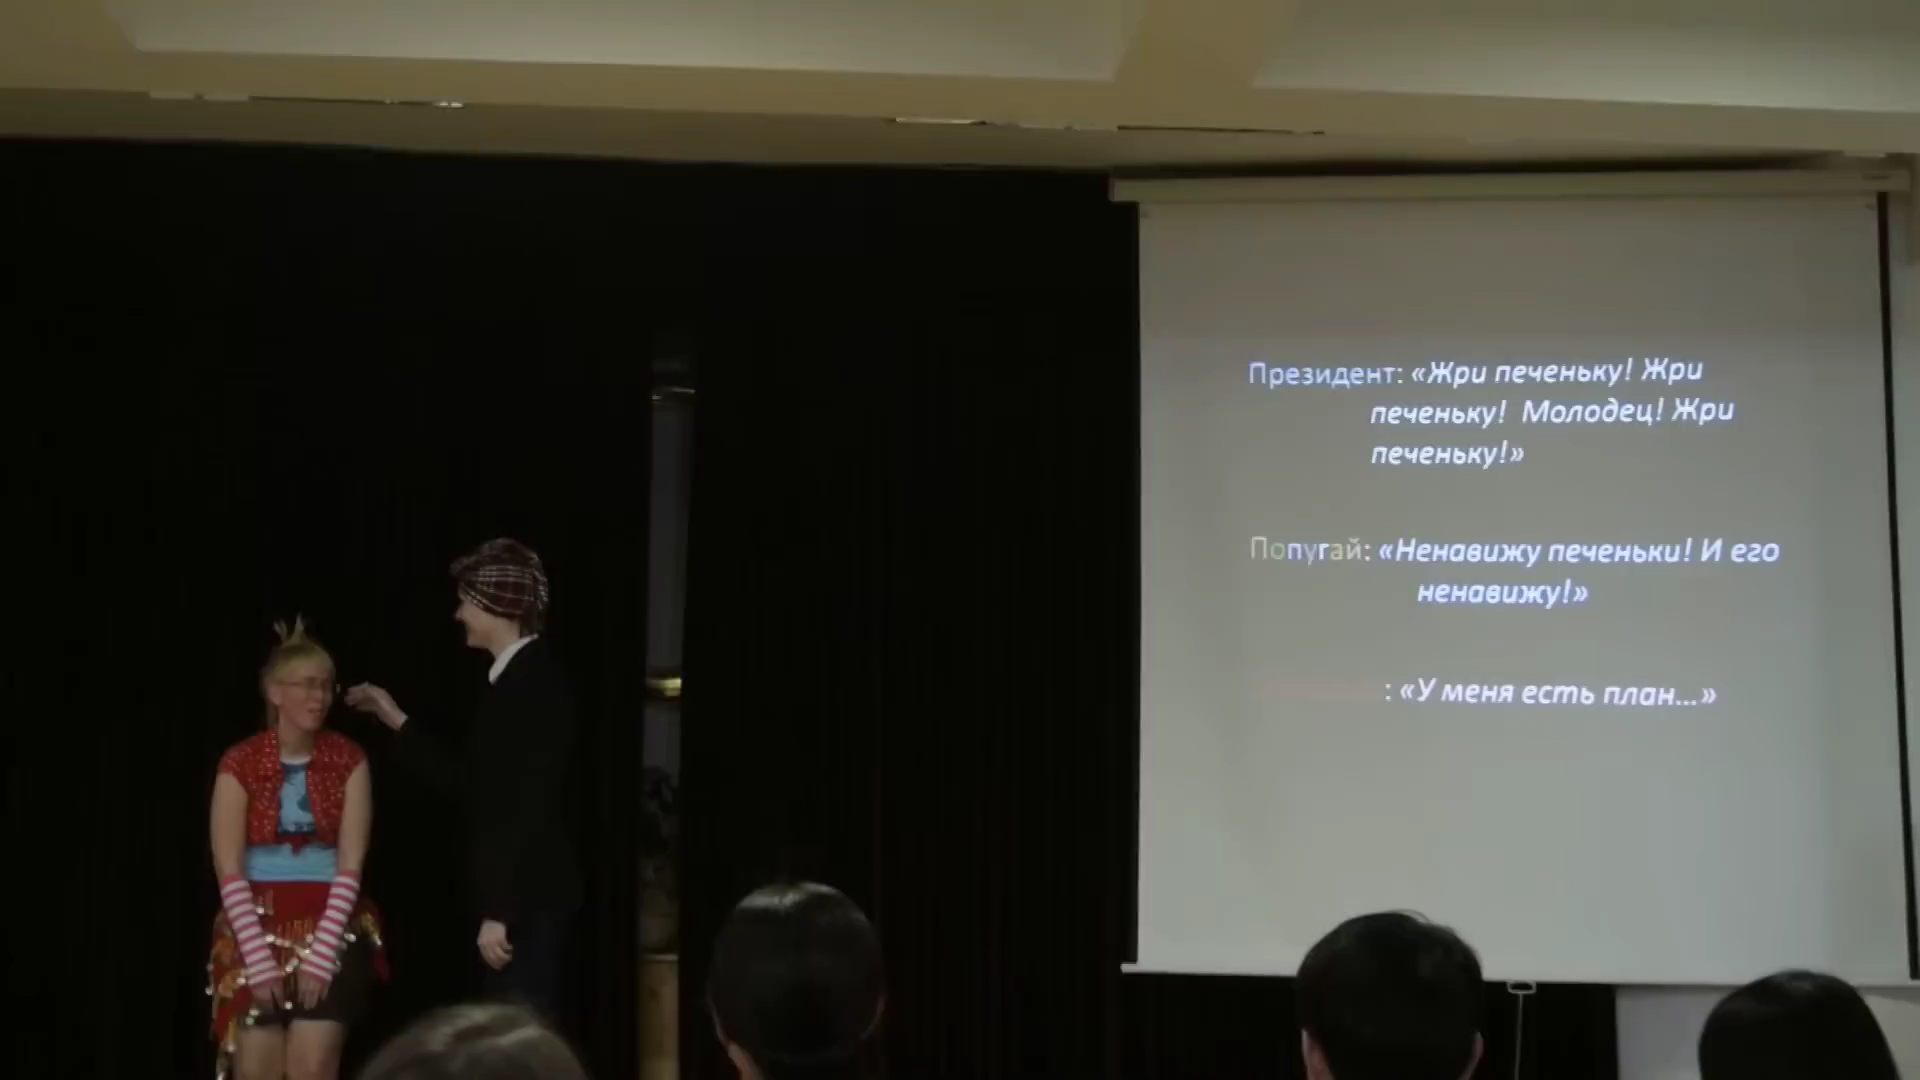 Президент: «Жри печеньку! Жри
печеньку! Молодец! Жри
печеньку!»
Попугай: «Ненавижу печеньки! И его
ненавижу!»
: «У меня есть план...»